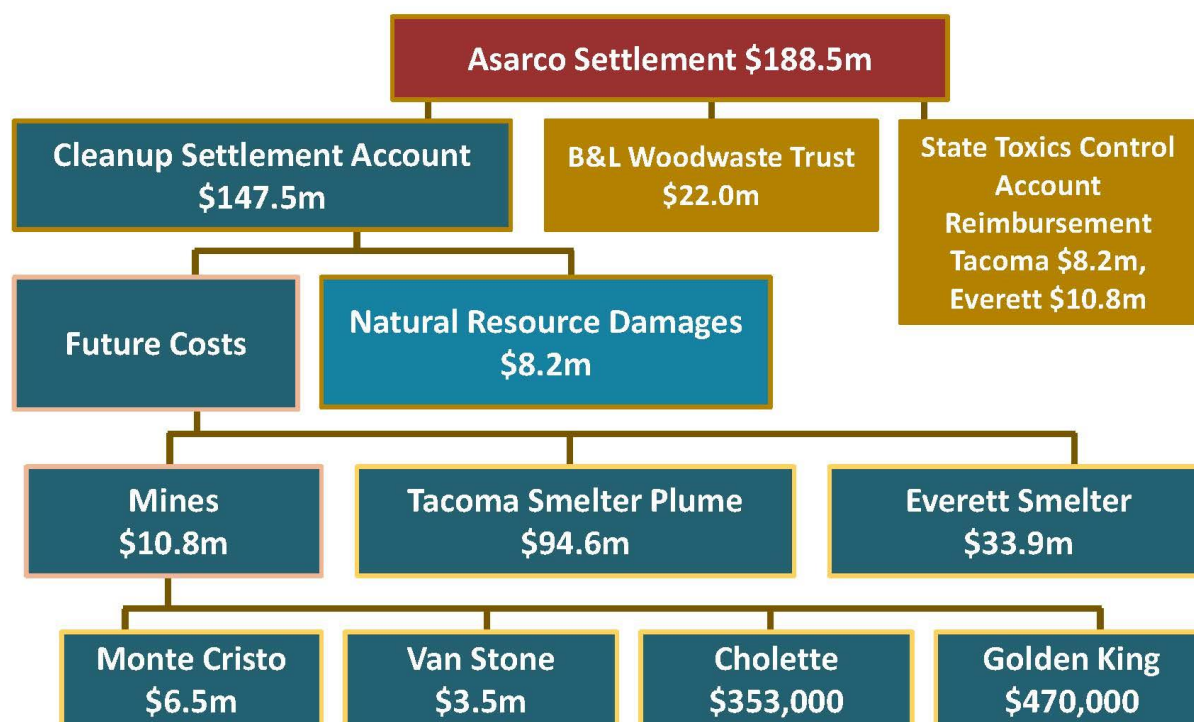 Asarco Settlement $188.5m
Cleanup Settlement Account
$147.5m
B&L Woodwaste Trust
$22.0m
State Toxics Control
Account
Reimbursement
Tacoma $8.2m,
Everett $10.8m
Future Costs
Natural Resource Damages
$8.2m
Mines
$10.8m
Tacoma Smelter Plume
$94.6m
Everett Smelter
$33.9m
Monte Cristo
$6.5m
Van Stone
$3.5m
Cholette
$353,000
Golden King
$470,000